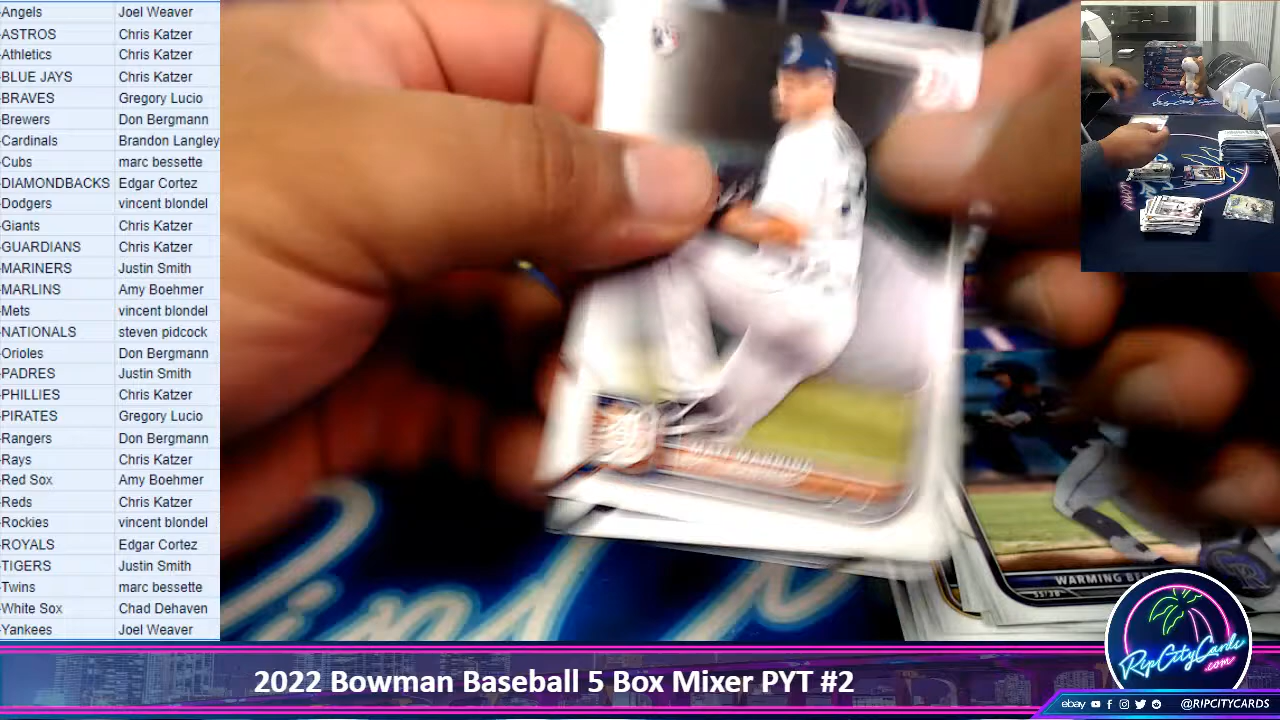 -Angels Joel Weaver
-ASTROS Chris Katzer
-Athletics Chris Katzer
-BLUE JAYS Chris Katzer
-BRAVES Gregory Lucio
-Brewers Don Bergmann
-Cardinals Brandon Langley
-Cubs marc bessette
-DIAMONDBACKS Edgar Cortez
-Dodgers vincent blondel
-Giants Chris Katzer
-GUARDIANS Chris Katzer
-MARINERS Justin Smith
-MARLINS Amy Boehmer
-Mets vincent blondel
-NATIONALS steven pidcock
-Orioles Don Bergmann
-PADRES Justin Smith
-PHILLIES Chris Katzer
-PIRATES Gregory Lucio
-Rangers Don Bergmann
-Rays Chris Katzer
-Red Sox Amy Boehmer
-Reds Chris Katzer
-Rockies vincent blondel
-ROYALS Edgar Cortez
-TIGERS Justin Smith
-Twins marc bessette
-White Sox Chad Dehaven
-Yankees Joel Weaver
MATT MANNING
WARMING
RipCityCards
.com
2022 Bowman Baseball 5 Box Mixer PYT #2
ebay @RIPCITYCARDS